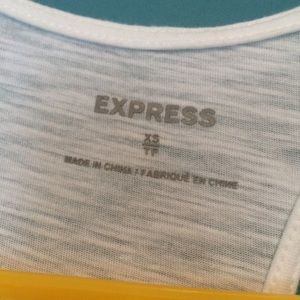 EXPRESS
XS
TP
MADE IN CHINA / FABRIQUÉ EN CHINE